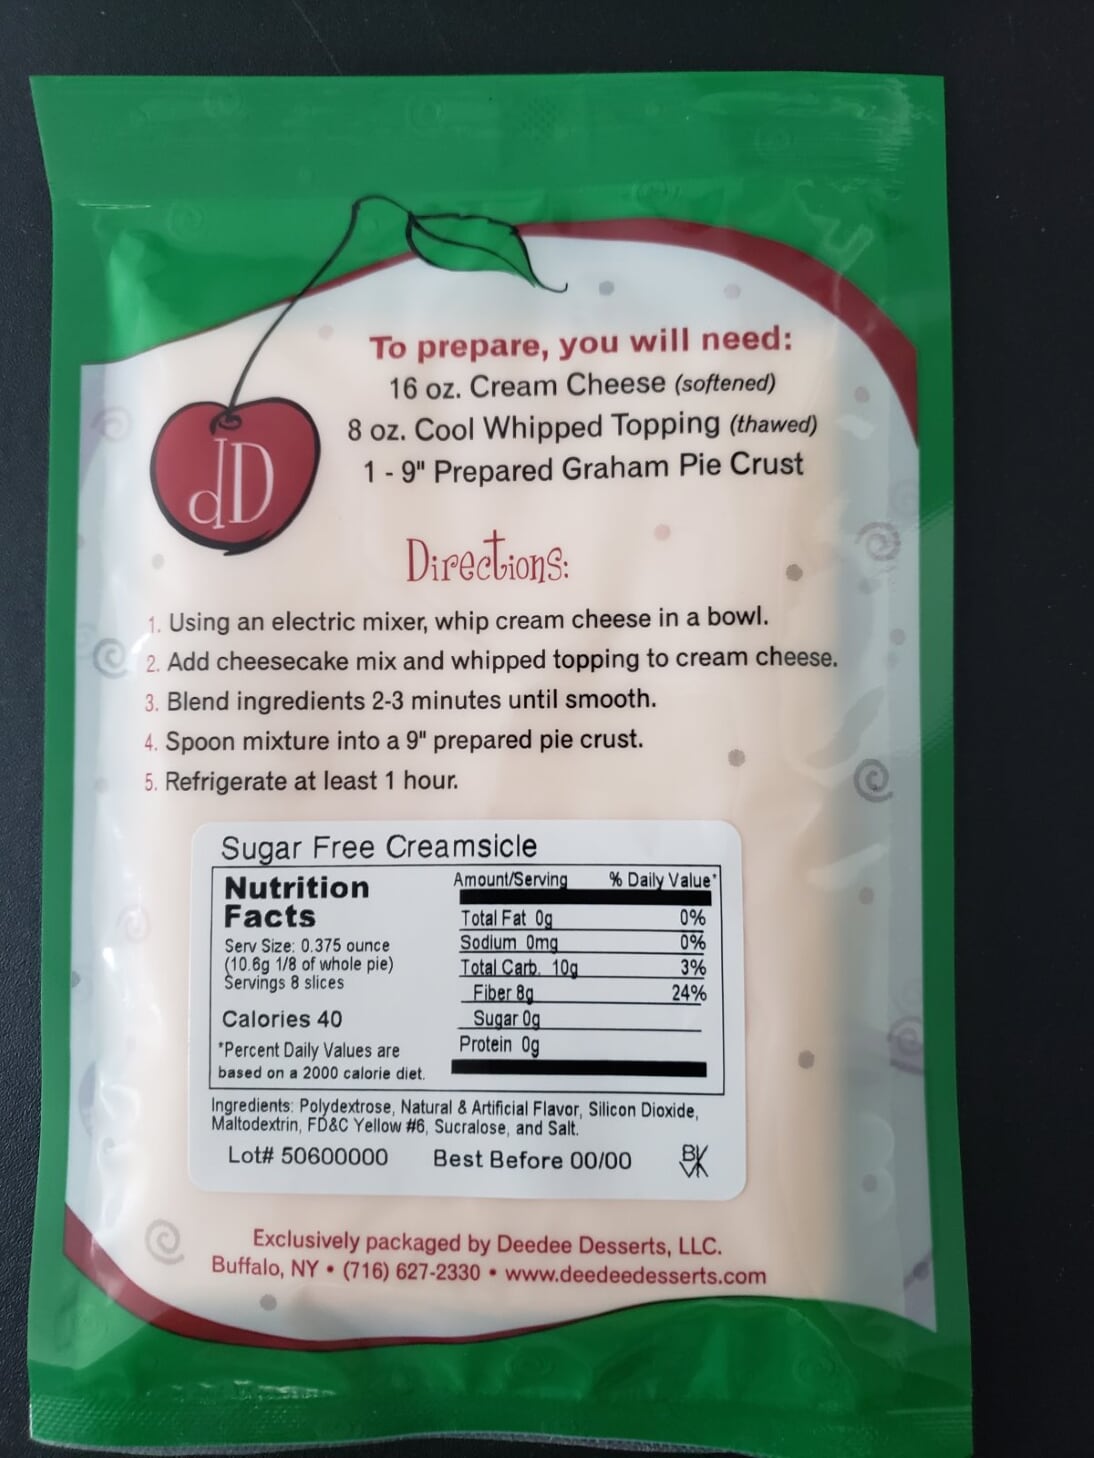 To prepare, you will need:
16 oz. Cream Cheese (softened)
8 oz. Cool Whipped Topping (thawed)
1 - 9" Prepared Graham Pie Crust
dD
Directions:
1. Using an electric mixer, whip cream cheese in a bowl.
2. Add cheesecake mix and whipped topping to cream cheese.
3. Blend ingredients 2-3 minutes until smooth.
4. Spoon mixture into a 9" prepared pie crust.
5. Refrigerate at least 1 hour.
Sugar Free Creamsicle
Nutrition
Facts
Serv Size: 0.375 ounce
(10.6g 1/8 of whole pie)
Servings 8 slices
Calories 40
*Percent Daily Values are
based on a 2000 calorie diet.
Amount/Serving % Daily Value*
Total Fat 0g 0%
Sodium 0mg 0%
Total Carb. 10g 3%
Fiber 8g 24%
Sugar 0g
Protein 0g
Ingredients: Polydextrose, Natural & Artificial Flavor, Silicon Dioxide,
Maltodextrin, FD&C Yellow #6, Sucralose, and Salt.
Lot# 50600000 Best Before 00/00 BVK
Exclusively packaged by Deedee Desserts, LLC.
Buffalo, NY • (716) 627-2330 • www.deedeedesserts.com